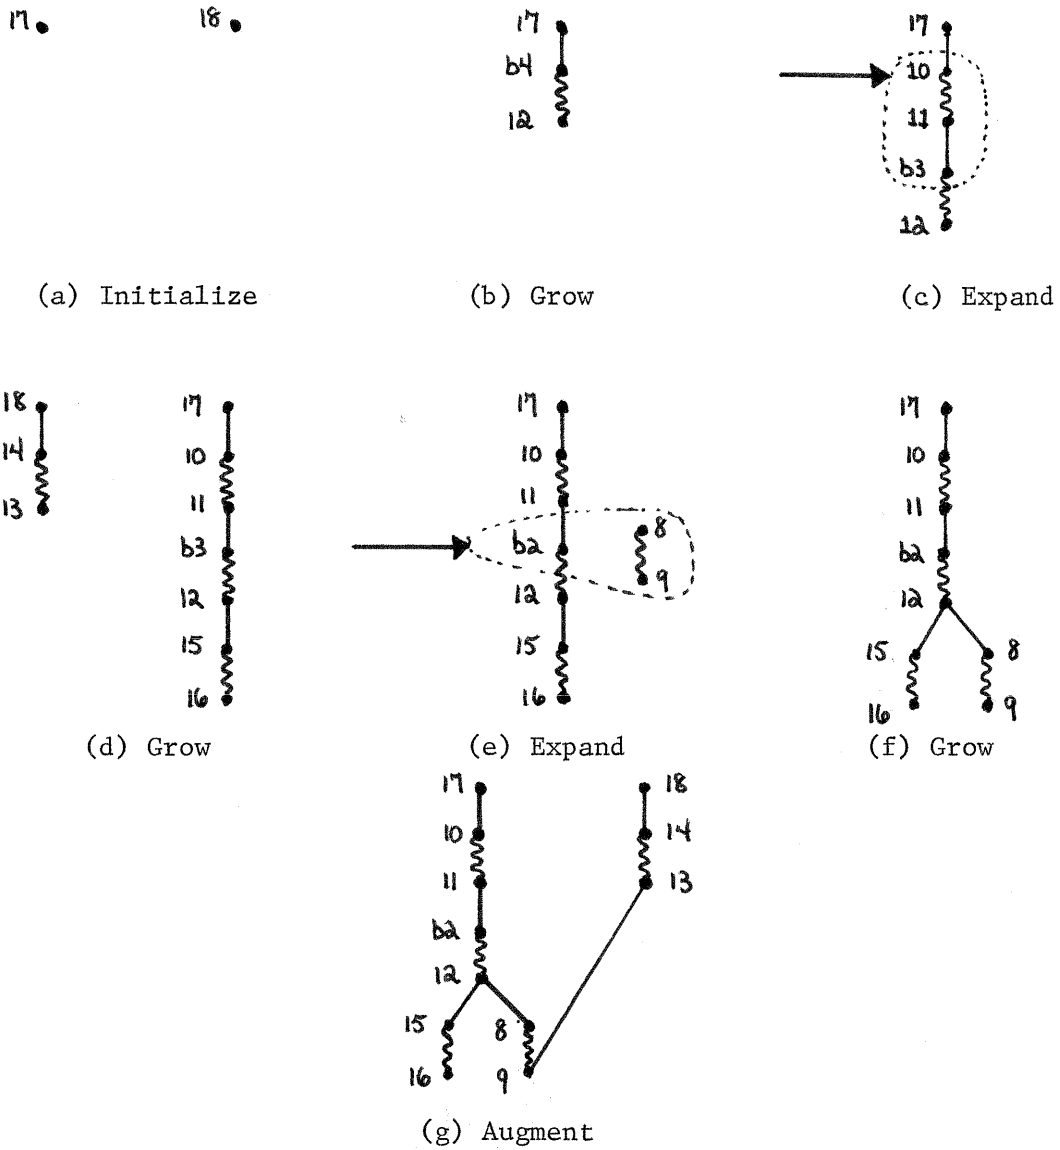 17 18
17
b4
12
17
10
11
b3
12
(a) Initialize
(b) Grow
(c) Expand
18
14
13
17
10
11
b3
12
15
16
17
10
11
b2
12
15
16
8
9
17
10
11
b2
12
15 8
16 9
(d) Grow
(e) Expand
(f) Grow
17 18
10 14
11 13
b2
12
15 8
16 9
(g) Augment